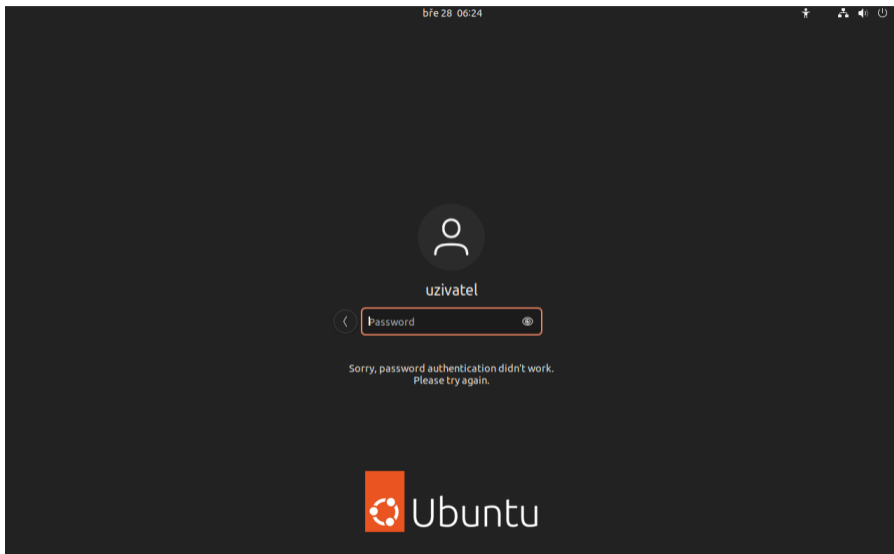 bře 28 06:24
uzivatel
Password
Sorry, password authentication didn't work.
Please try again.
Ubuntu